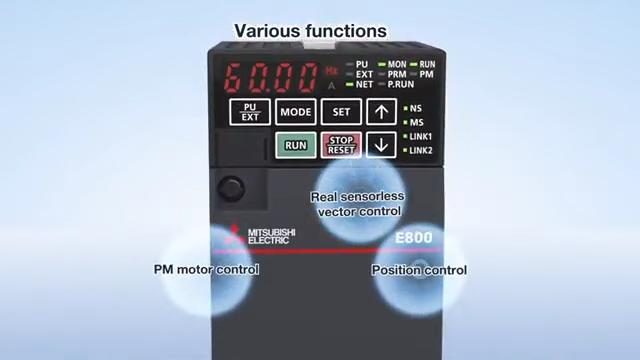 Various functions
60.00 Hz
A
PU MON RUN
EXT PRM PM
NET P.RUN
PU
EXT
MODE
SET
NS
MS
RUN
STOP
RESET
LINK1
LINK2
Real sensorless
vector control
MITSUBISHI
ELECTRIC
E800
PM motor control
Position control